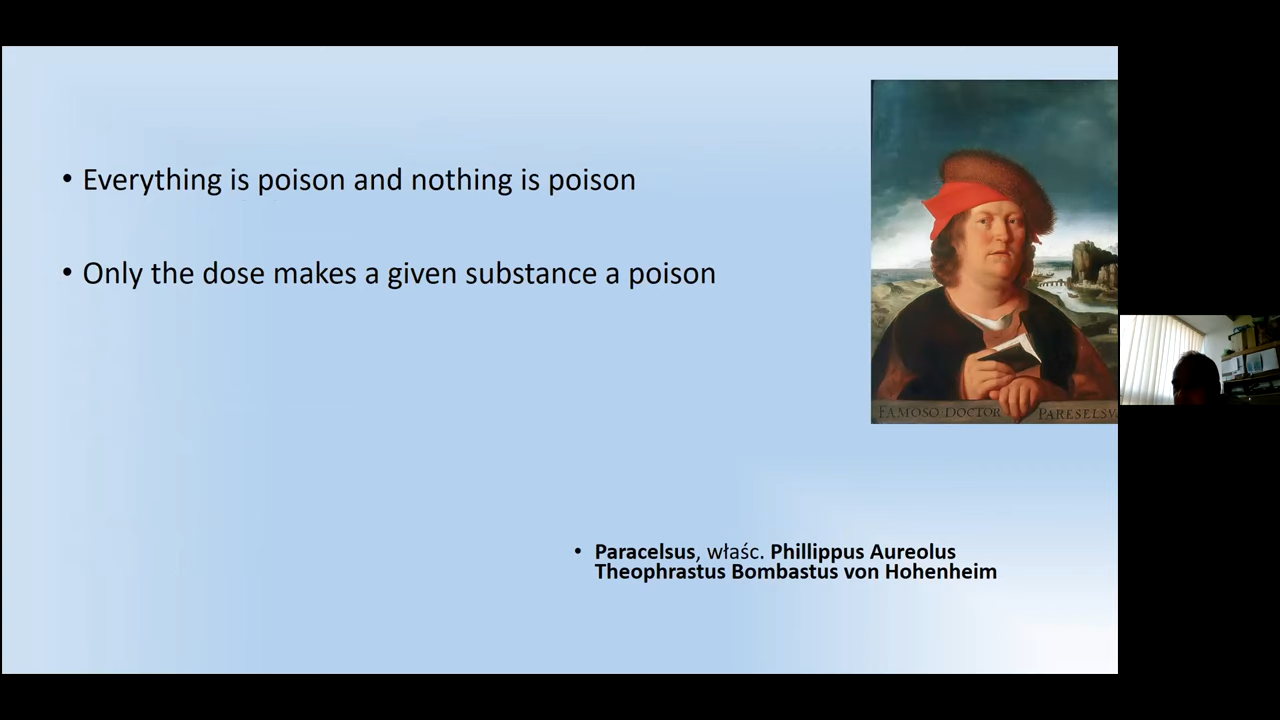 • Everything is poison and nothing is poison
• Only the dose makes a given substance a poison
FAMOSO DOCTOR PARESELSV
• Paracelsus, właśc. Phillippus Aureolus
Theophrastus Bombastus von Hohenheim